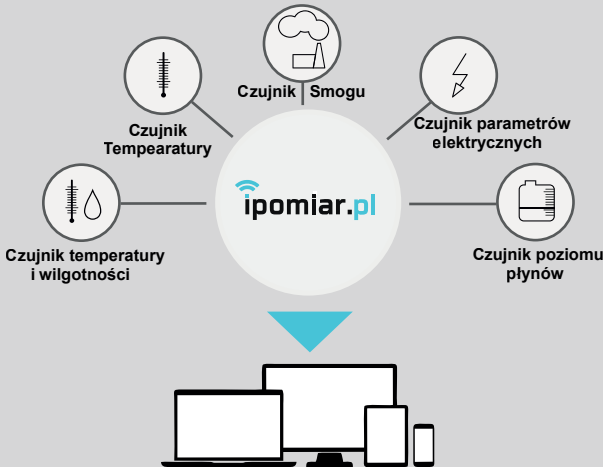 Czujnik Smogu
Czujnik
Tempearatury
Czujnik parametrów
elektrycznych
ipomiar.pl
Czujnik temperatury
i wilgotności
Czujnik poziomu
płynów